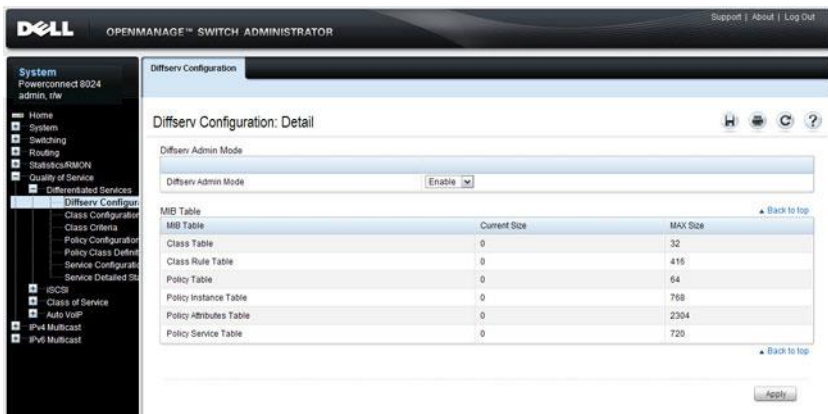 Support | About | Log Out
DELL OPENMANAGE™ SWITCH ADMINISTRATOR
System
Powerconnect 8024
admin, r/w
Home
System
Switching
Routing
Statistics/RMON
Quality of Service
Differentiated Services
Diffserv Configura
Class Configuration
Class Criteria
Policy Configuration
Policy Class Definit
Service Configuratio
Service Detailed Sta
iSCSI
Class of Service
Auto VoIP
IPv4 Multicast
IPv6 Multicast
Diffserv Configuration
Diffserv Configuration: Detail
?
Diffserv Admin Mode
Diffserv Admin Mode Enable
MIB Table Back to top
MIB Table Current Size MAX Size
Class Table 0 32
Class Rule Table 0 416
Policy Table 0 64
Policy Instance Table 0 768
Policy Attributes Table 0 2304
Policy Service Table 0 720
Back to top
Apply